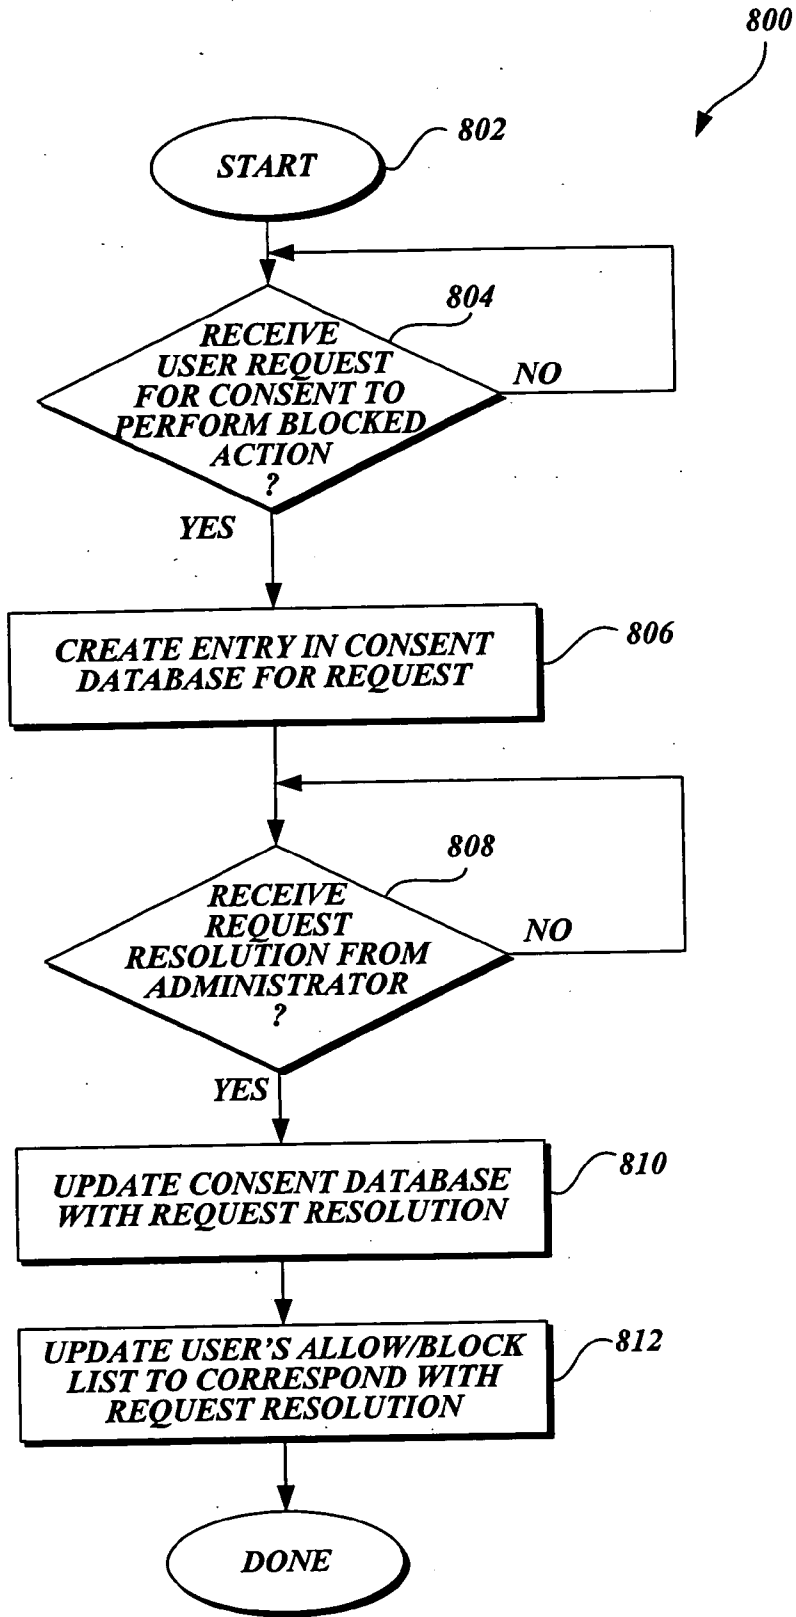 800
START
802
804
RECEIVE
USER REQUEST
FOR CONSENT TO
PERFORM BLOCKED
ACTION
?
NO
YES
CREATE ENTRY IN CONSENT
DATABASE FOR REQUEST
806
808
RECEIVE
REQUEST
RESOLUTION FROM
ADMINISTRATOR
?
NO
YES
UPDATE CONSENT DATABASE
WITH REQUEST RESOLUTION
810
UPDATE USER'S ALLOW/BLOCK
LIST TO CORRESPOND WITH
REQUEST RESOLUTION
812
DONE